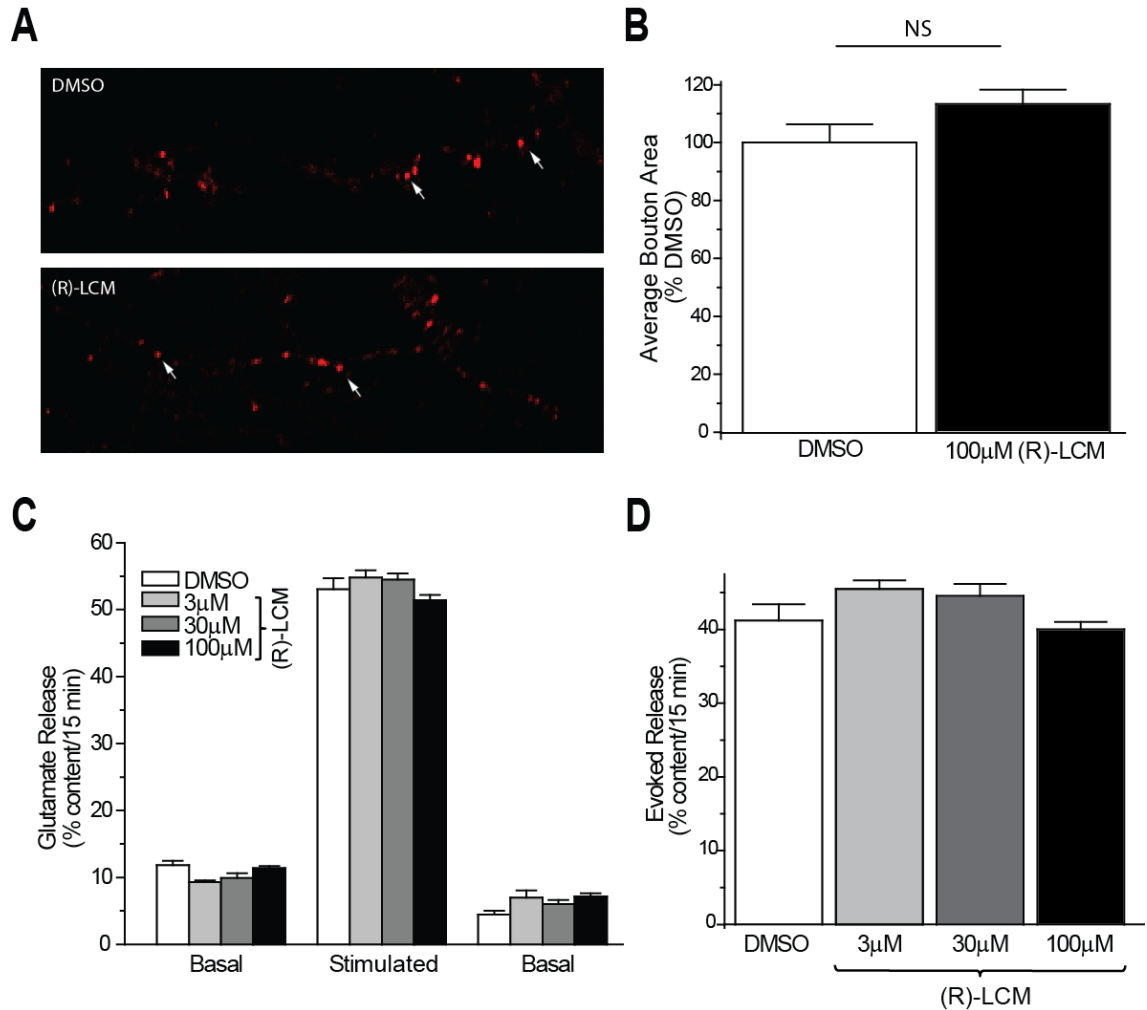 A
DMSO
(R)-LCM
B
NS
Average Bouton Area
(% DMSO)
120
100
80
60
40
20
0
DMSO
100μM (R)-LCM
C
Glutamate Release
(% content/15 min)
60
50
40
30
20
10
0
DMSO
3μM
30μM
100μM
(R)-LCM
Basal
Stimulated
Basal
D
Evoked Release
(% content/15 min)
40
30
20
10
0
DMSO
3μM
30μM
100μM
(R)-LCM